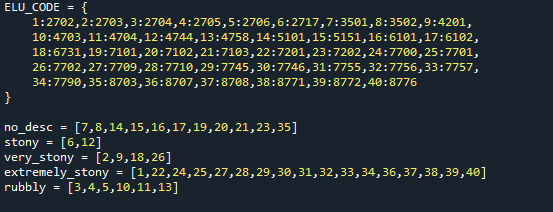 ELU_CODE = {
1:2702,2:2703,3:2704,4:2705,5:2706,6:2717,7:3501,8:3502,9:4201,
10:4703,11:4704,12:4744,13:4758,14:5101,15:5151,16:6101,17:6102,
18:6731,19:7101,20:7102,21:7103,22:7201,23:7202,24:7700,25:7701,
26:7702,27:7709,28:7710,29:7745,30:7746,31:7755,32:7756,33:7757,
34:7790,35:8703,36:8707,37:8708,38:8771,39:8772,40:8776
}
no_desc = [7,8,14,15,16,17,19,20,21,23,35]
stony = [6,12]
very_stony = [2,9,18,26]
extremely_stony = [1,22,24,25,27,28,29,30,31,32,33,34,36,37,38,39,40]
rubbly = [3,4,5,10,11,13]